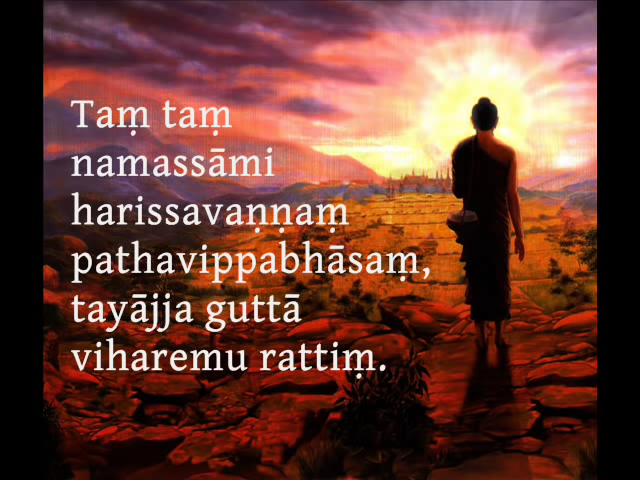 Taṃ taṃ
namassāmi
harissavaṇṇaṃ
pathavippabhāsaṃ,
tayājja guttā
viharemu rattiṃ.